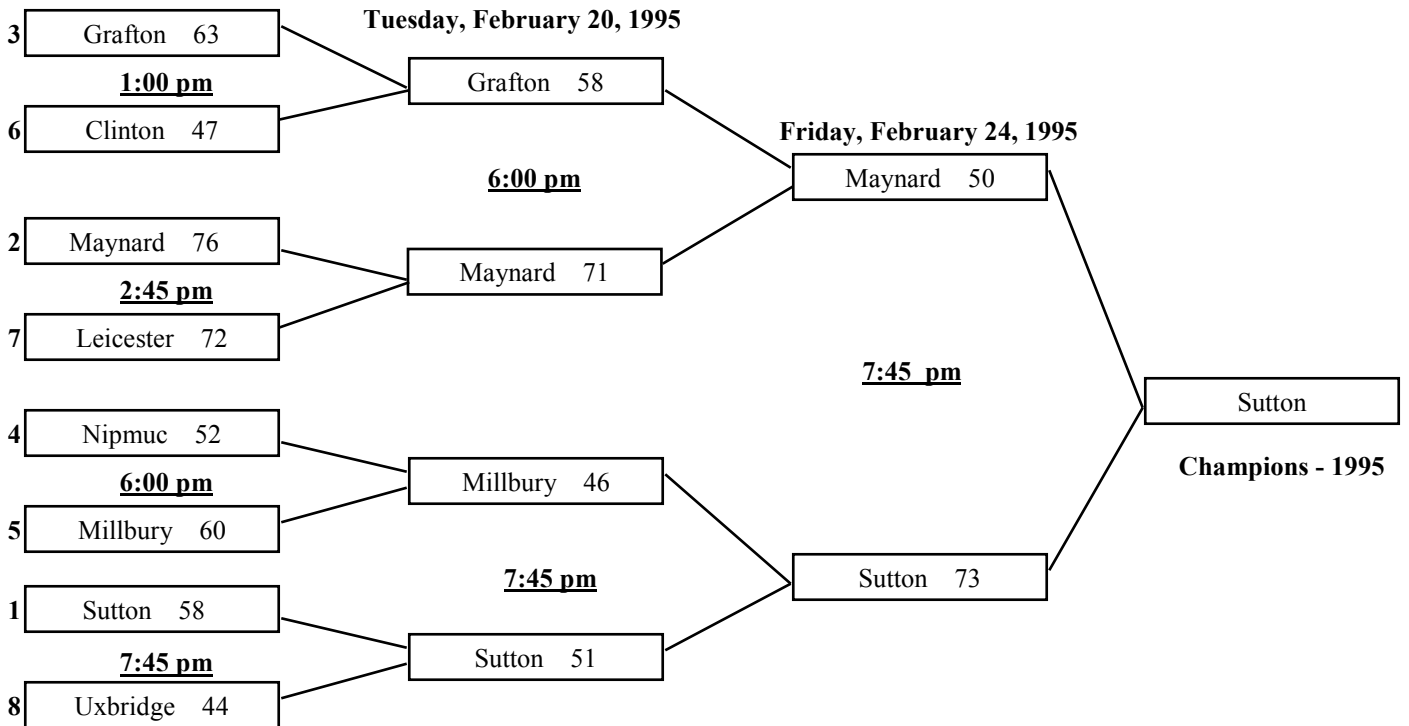 Tuesday, February 20, 1995
3 Grafton 63
1:00 pm
6 Clinton 47
2 Maynard 76
2:45 pm
7 Leicester 72
4 Nipmuc 52
6:00 pm
5 Millbury 60
1 Sutton 58
7:45 pm
8 Uxbridge 44
Grafton 58
6:00 pm
Maynard 71
Millbury 46
7:45 pm
Sutton 51
Friday, February 24, 1995
Maynard 50
7:45 pm
Sutton 73
Sutton
Champions - 1995